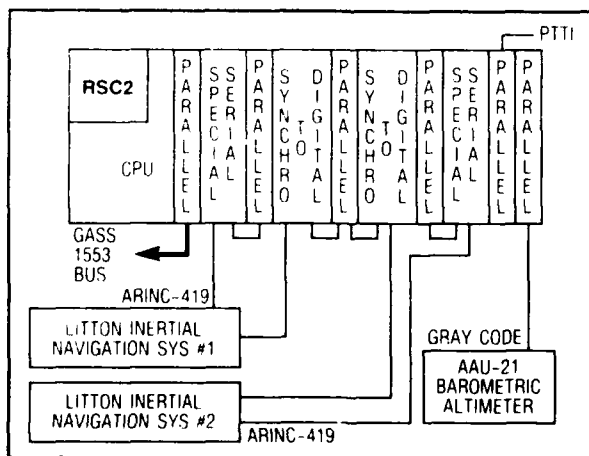 PTTI
RSC2
CPU
PARALLEL
SPECIAL
SERIAL
PARALLEL
SYNCHRO
TO
DIGITAL
PARALLEL
SYNCHRO
TO
DIGITAL
PARALLEL
SPECIAL
SERIAL
PARALLEL
PARALLEL
GASS
1553
BUS
ARINC-419
LITTON INERTIAL
NAVIGATION SYS #1
LITTON INERTIAL
NAVIGATION SYS #2
ARINC-419
GRAY CODE
AAU-21
BAROMETRIC
ALTIMETER